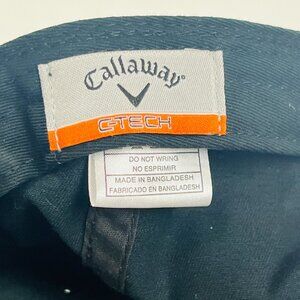 Callaway
C-TECH
DO NOT WRING
NO ESPRIMIR
MADE IN BANGLADESH
FABRICADO EN BANGLADESH